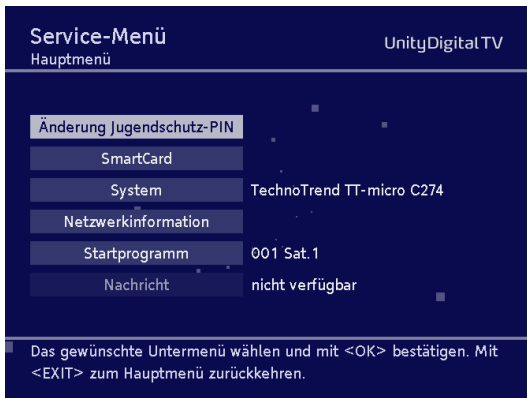 Service-Menü
UnityDigitalTV
Hauptmenü
Änderung Jugendschutz-PIN
SmartCard
System TechnoTrend TT-micro C274
Netzwerkinformation
Startprogramm 001 Sat.1
Nachricht nicht verfügbar
Das gewünschte Untermenü wählen und mit <OK> bestätigen. Mit
<EXIT> zum Hauptmenü zurückkehren.